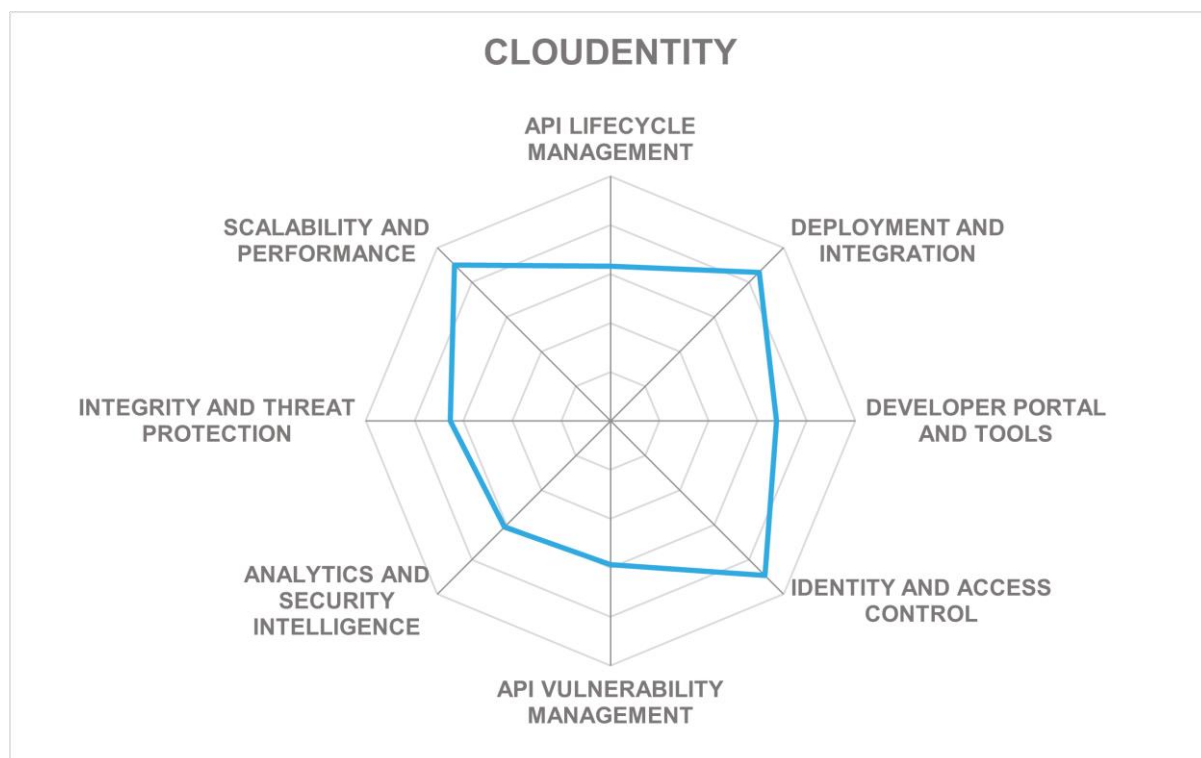 CLOUDENTITY
API LIFECYCLE
MANAGEMENT
DEPLOYMENT AND
INTEGRATION
DEVELOPER PORTAL
AND TOOLS
IDENTITY AND ACCESS
CONTROL
API VULNERABILITY
MANAGEMENT
ANALYTICS AND
SECURITY
INTELLIGENCE
INTEGRITY AND THREAT
PROTECTION
SCALABILITY AND
PERFORMANCE